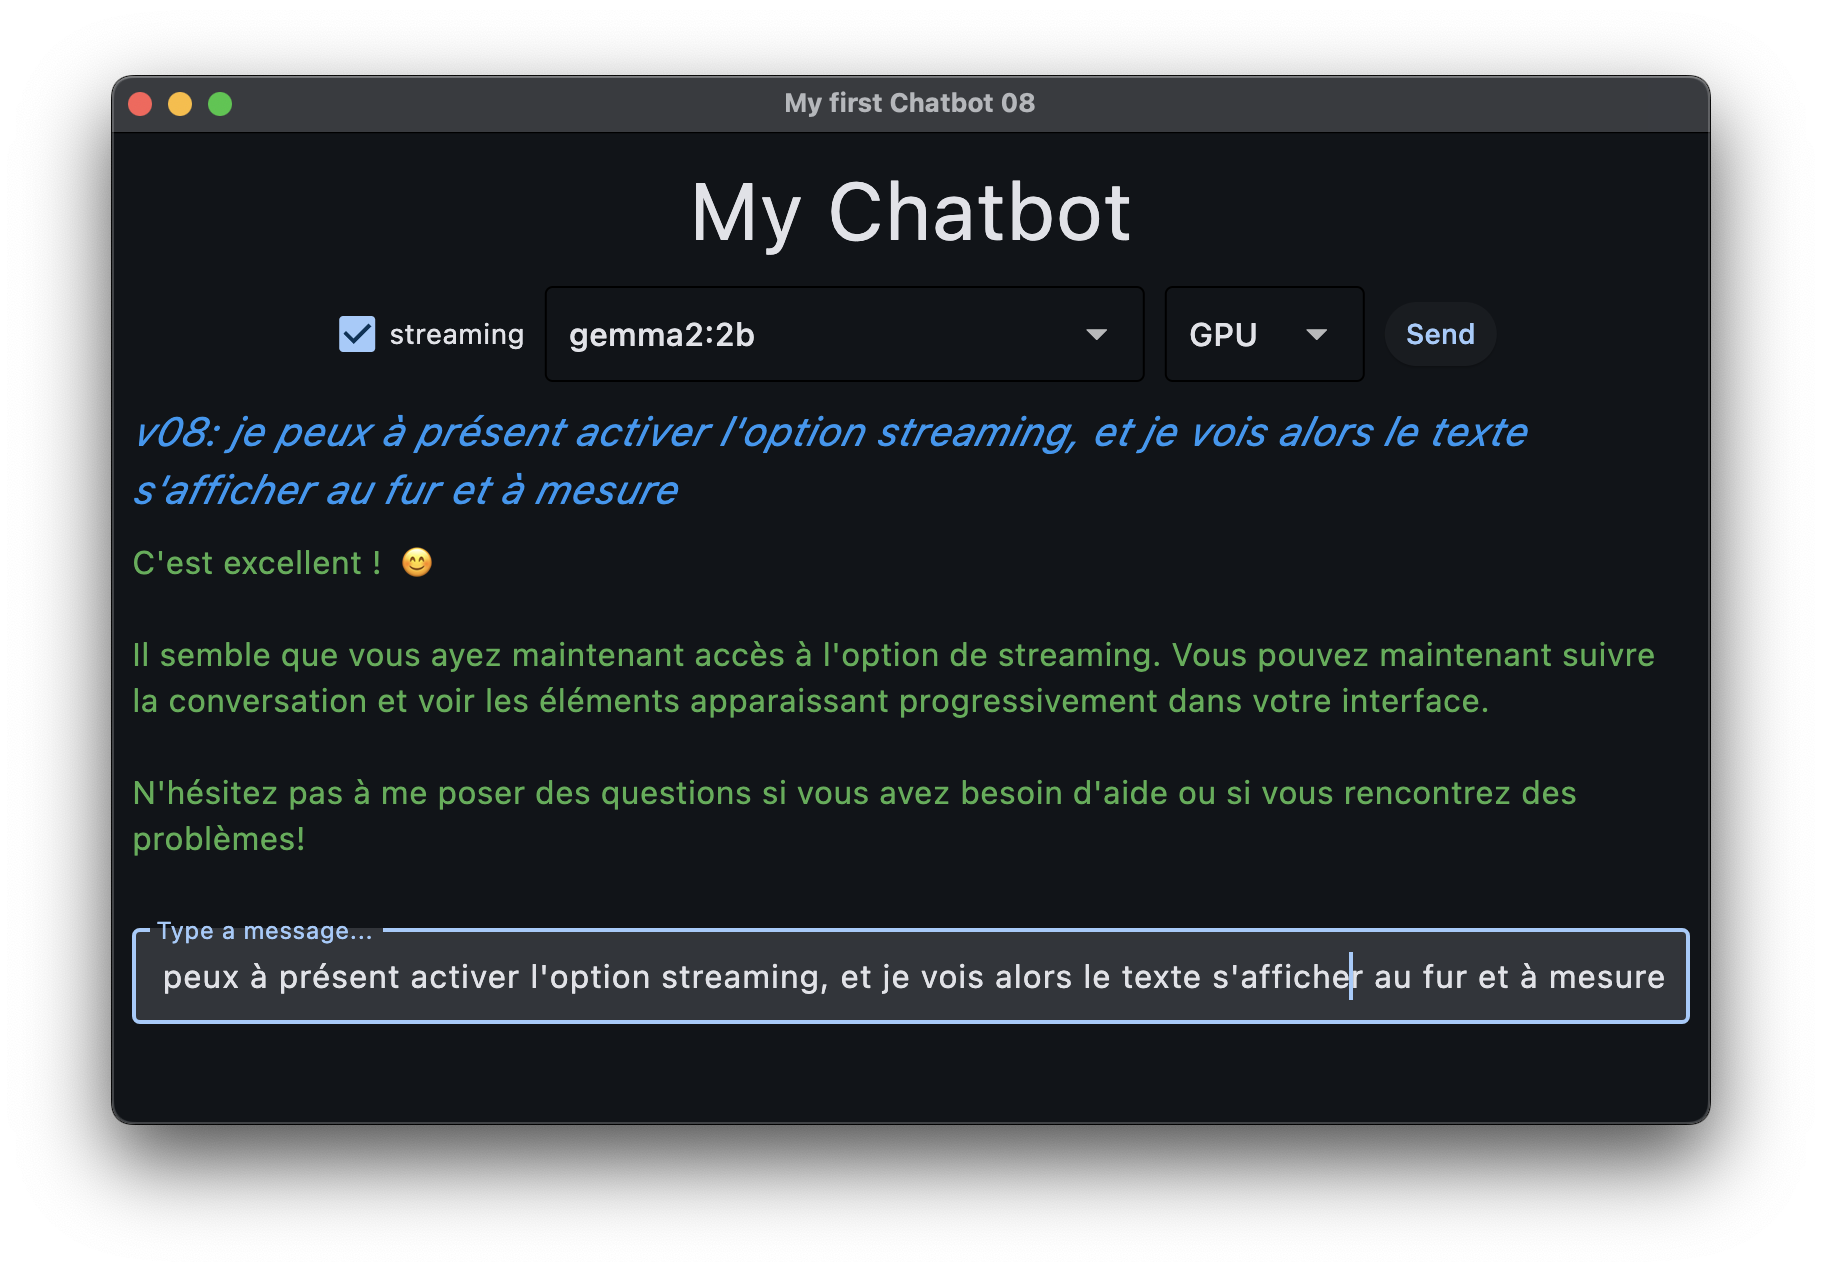 My first Chatbot 08
My Chatbot
streaming
gemma2:2b
GPU
Send
v08: je peux à présent activer l'option streaming, et je vois alors le texte
s'afficher au fur et à mesure
C'est excellent ! 😊
Il semble que vous ayez maintenant accès à l'option de streaming. Vous pouvez maintenant suivre
la conversation et voir les éléments apparaissant progressivement dans votre interface.
N'hésitez pas à me poser des questions si vous avez besoin d'aide ou si vous rencontrez des
problèmes!
Type a message...
peux à présent activer l'option streaming, et je vois alors le texte s'afficher au fur et à mesure